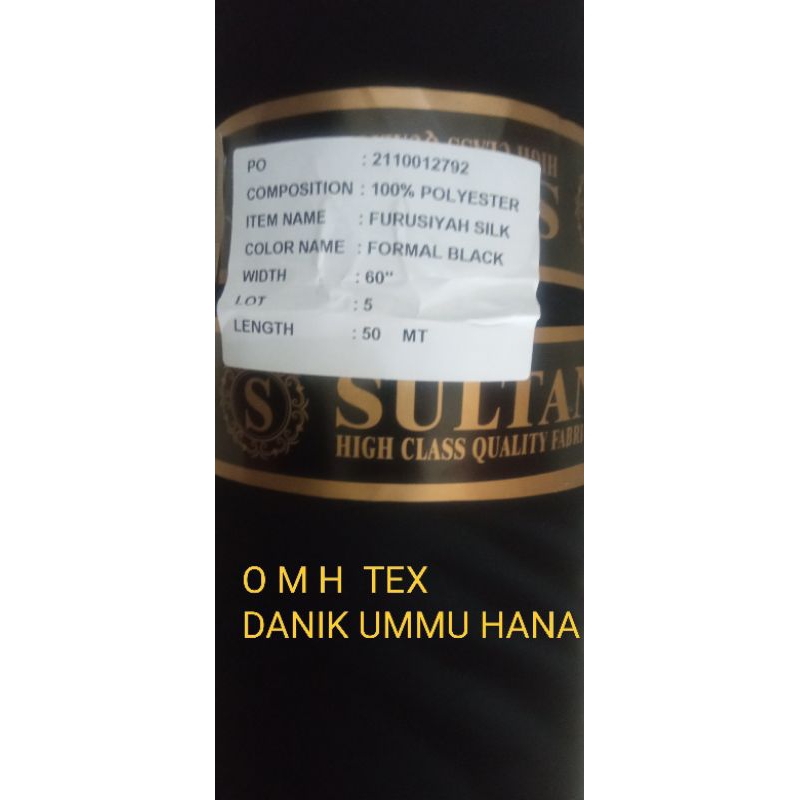 PO : 2110012792
COMPOSITION : 100% POLYESTER
ITEM NAME : FURUSIYAH SILK
COLOR NAME : FORMAL BLACK
WIDTH : 60"
LOT : 5
LENGTH : 50 MT
S
SULTAN
HIGH CLASS QUALITY FABRI
O M H TEX
DANIK UMMU HANA